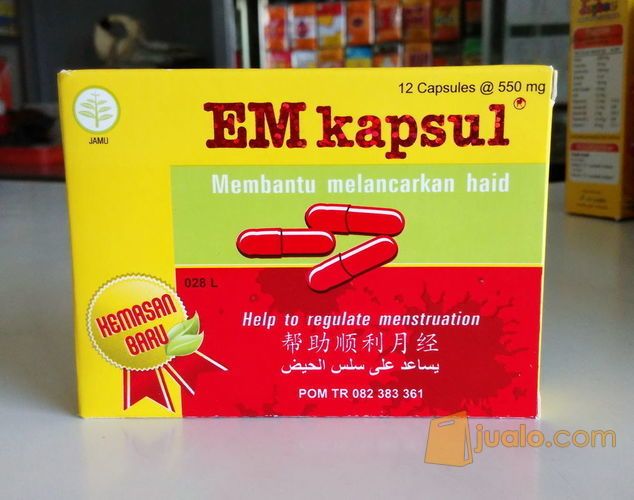 12 Capsules @ 550 mg
JAMU
EM kapsul
Membantu melancarkan haid
028 L
KEMASAN
BARU
Help to regulate menstruation
帮助顺利月经
يساعد على سلس الحيض
POM TR 082 383 361
jualo.com